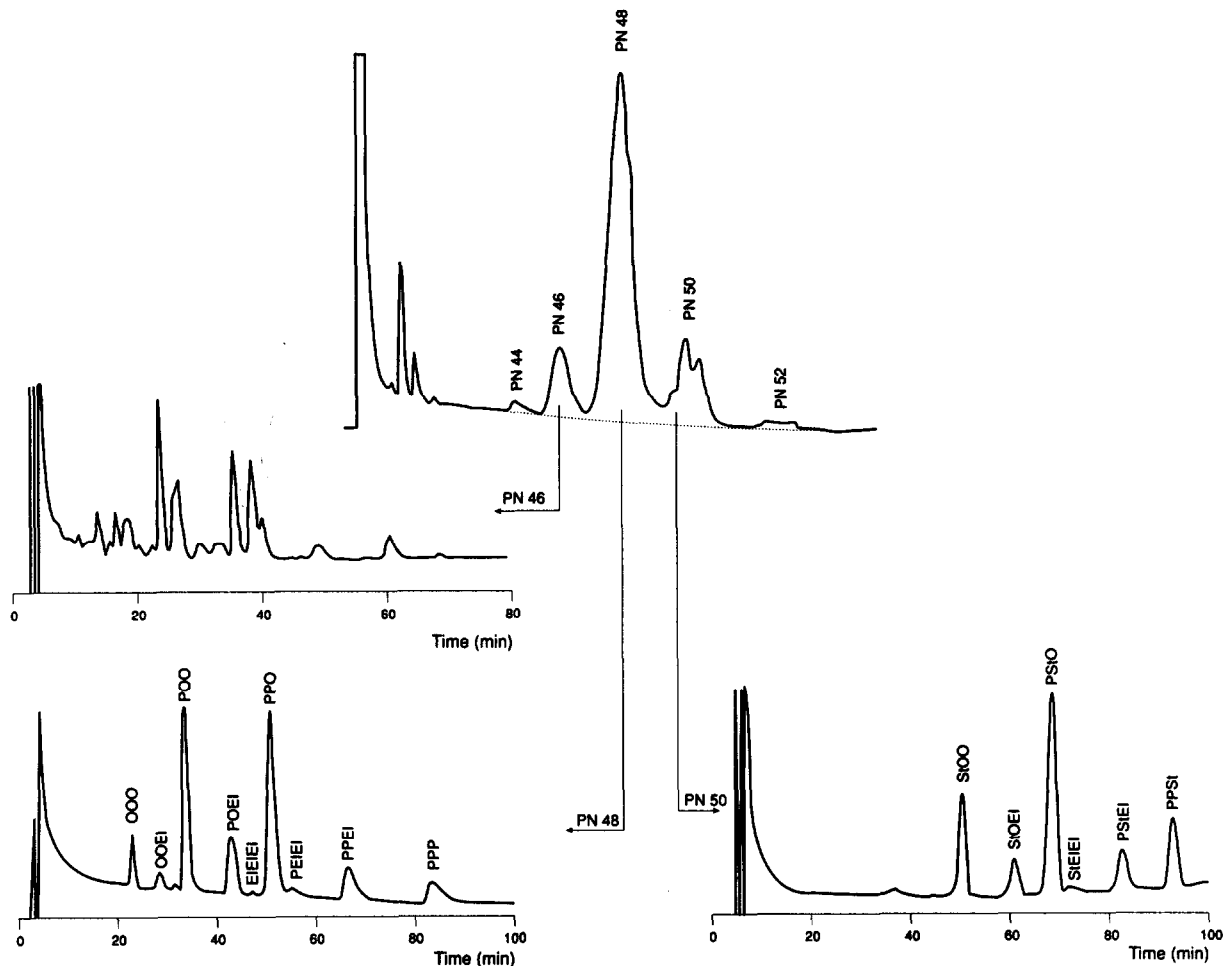 PN 48
PN 46
PN 50
PN 44
PN 52
PN 46
0 20 40 60 80
Time (min)
PN 48
PN 50
OOO
OOEl
POO
POEl
ElElEl
PPO
PElEl
PPEl
PPP
0 20 40 60 80 100
Time (min)
StOO
StOEl
PStO
StElEl
PStEl
PPSt
0 20 40 60 80 100
Time (min)